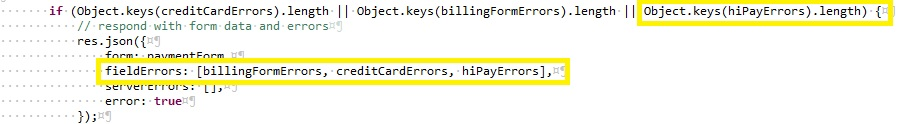 if (Object.keys(creditCardErrors).length || Object.keys(billingFormErrors).length || Object.keys(hiPayErrors).length) {¤¶
// respond with form data and errors¤¶
res.json({¤¶
form: paymentForm,
fieldErrors: [billingFormErrors, creditCardErrors, hiPayErrors],¤¶
serverErrors: [],¤¶
error: true¤¶
});¤¶